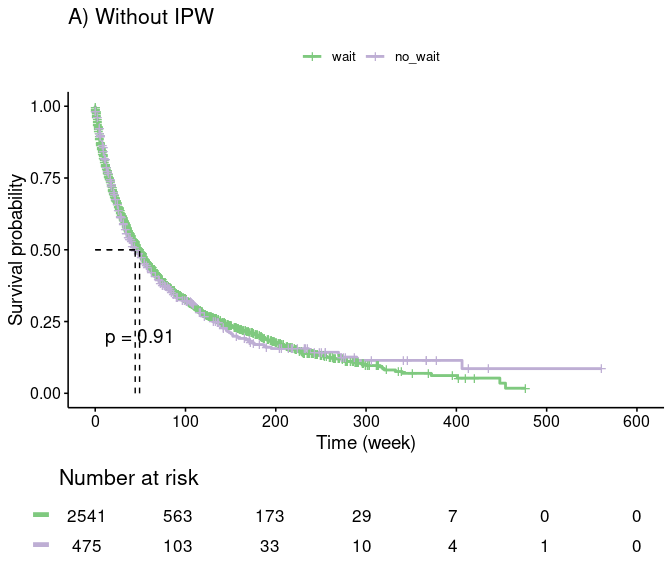 A) Without IPW
wait no_wait
1.00
0.75
0.50
0.25
0.00
Survival probability
p = 0.91
0 100 200 300 400 500 600
Time (week)
Number at risk
2541 563 173 29 7 0 0
475 103 33 10 4 1 0